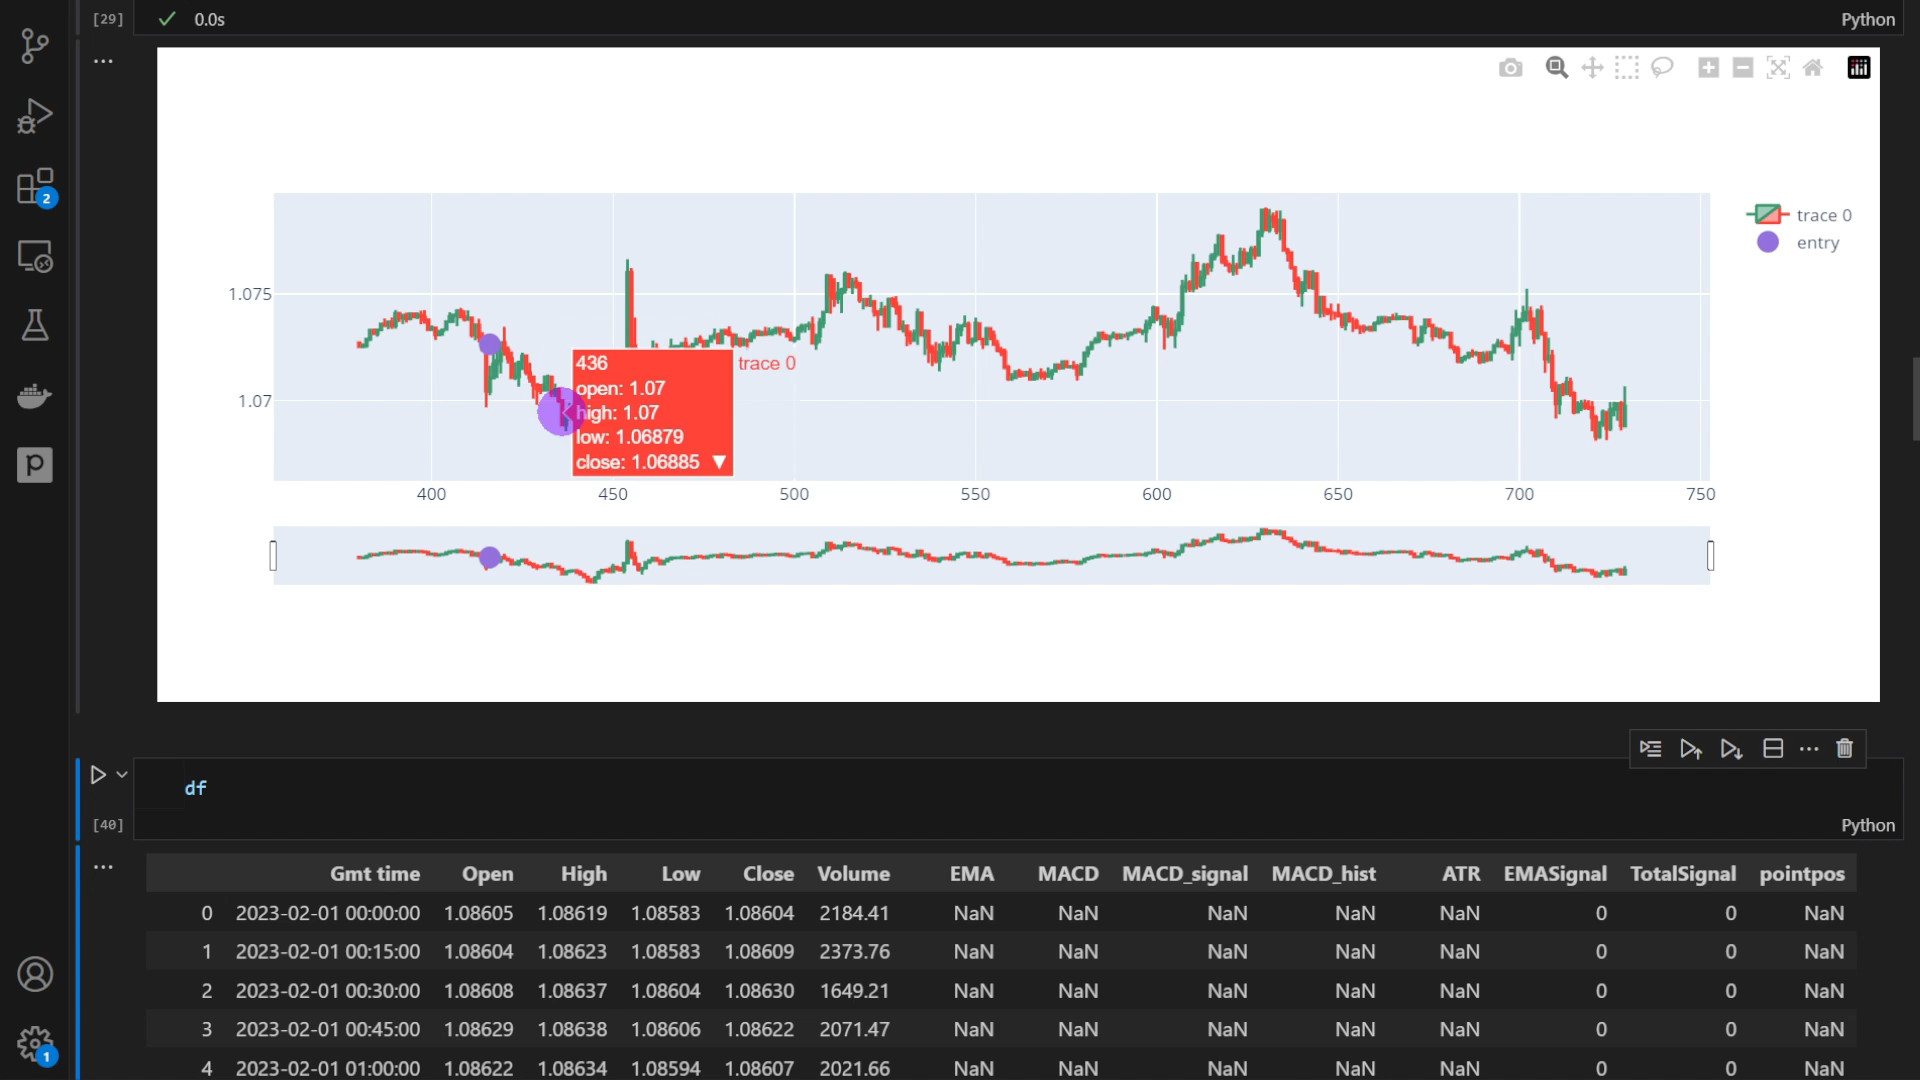 [29] 0.0s Python
trace 0
entry
1.075
436 trace 0
open: 1.07
1.07
high: 1.07
low: 1.06879
close: 1.06885 ▼
400 450 500 550 600 650 700 750
2
df
[40] Python
Gmt time Open High Low Close Volume EMA MACD MACD_signal MACD_hist ATR EMASignal TotalSignal pointpos
0 2023-02-01 00:00:00 1.08605 1.08619 1.08583 1.08604 2184.41 NaN NaN NaN NaN NaN 0 0 NaN
1 2023-02-01 00:15:00 1.08604 1.08623 1.08583 1.08609 2373.76 NaN NaN NaN NaN NaN 0 0 NaN
2 2023-02-01 00:30:00 1.08608 1.08637 1.08604 1.08630 1649.21 NaN NaN NaN NaN NaN 0 0 NaN
3 2023-02-01 00:45:00 1.08629 1.08638 1.08606 1.08622 2071.47 NaN NaN NaN NaN NaN 0 0 NaN
4 2023-02-01 01:00:00 1.08622 1.08634 1.08594 1.08607 2021.66 NaN NaN NaN NaN NaN 0 0 NaN
1